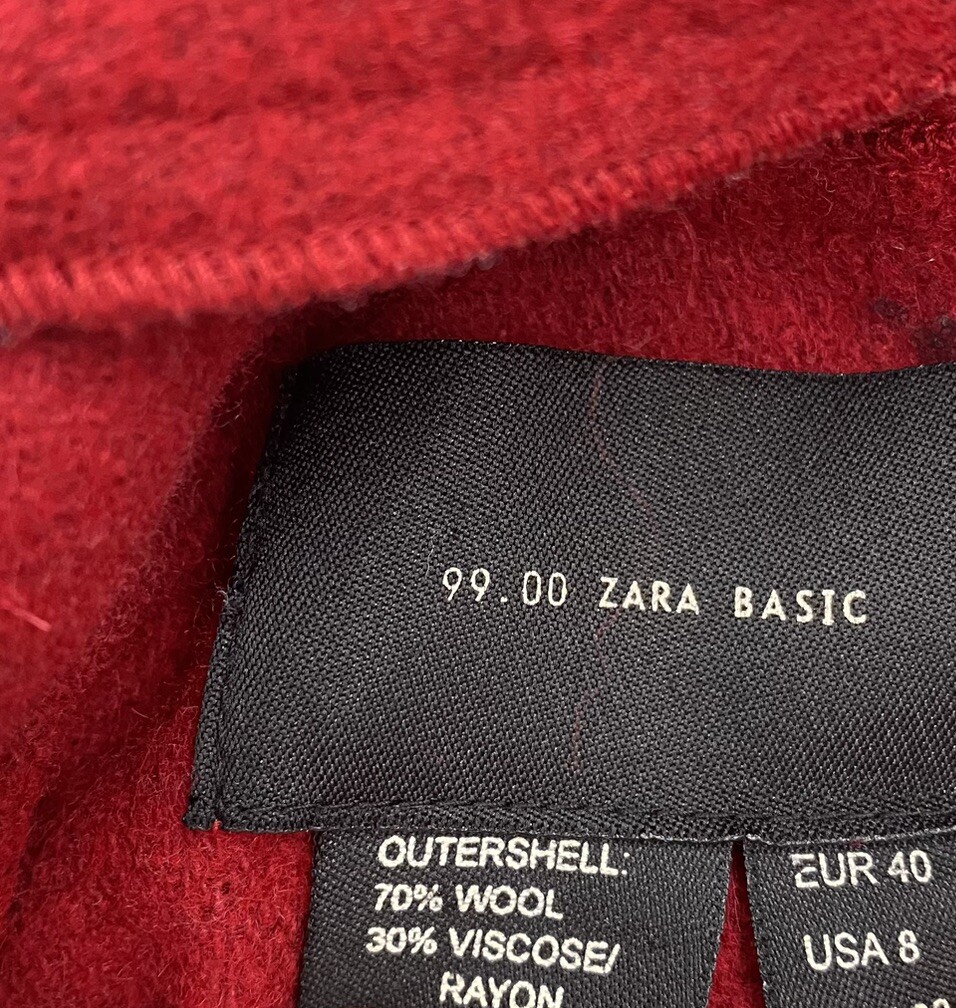 99.00 ZARA BASIC
OUTERSHELL:
70% WOOL
30% VISCOSE/
RAYON
EUR 40
USA 8